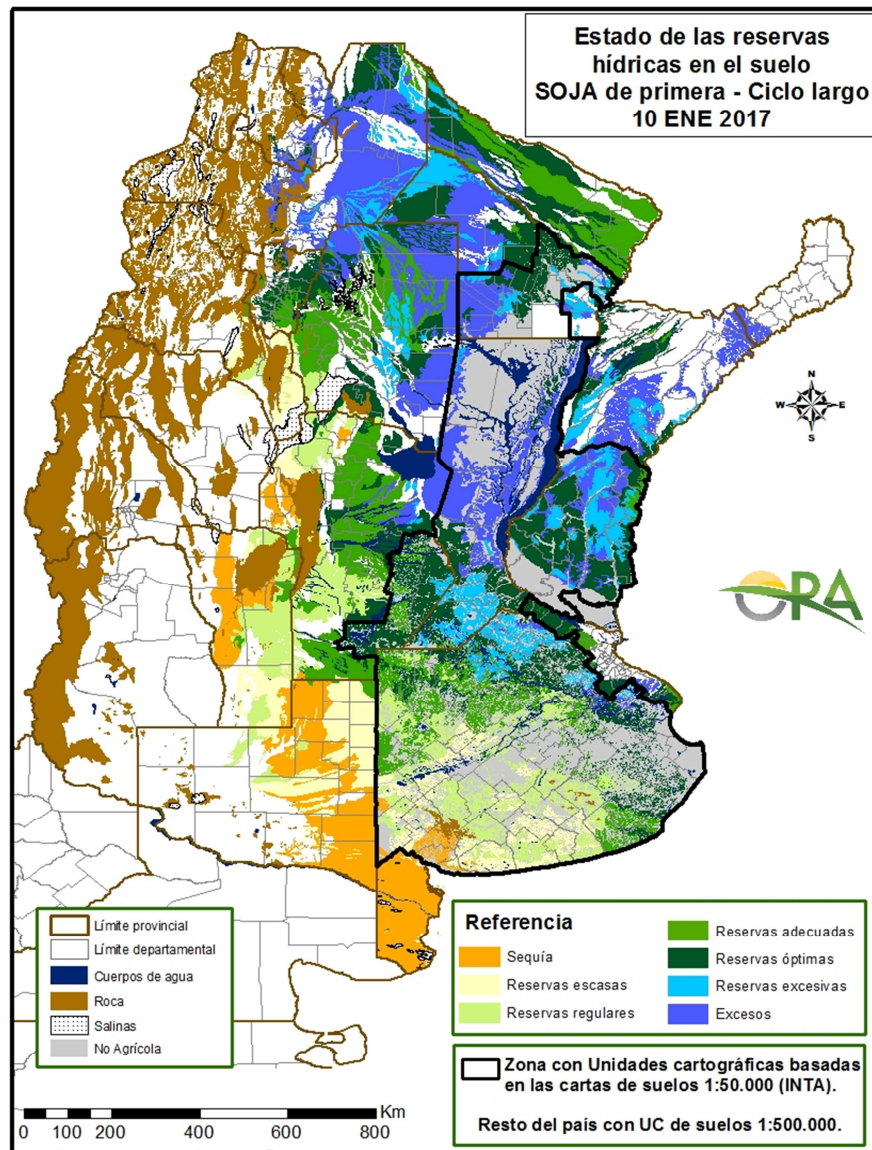 Estado de las reservas
hídricas en el suelo
SOJA de primera - Ciclo largo
10 ENE 2017
N
W
E
S
ORA
Límite provincial
Límite departamental
Cuerpos de agua
Roca
Salinas
No Agrícola
Referencia
Sequía
Reservas escasas
Reservas regulares
Reservas adecuadas
Reservas óptimas
Reservas excesivas
Excesos
Zona con Unidades cartográficas basadas
en las cartas de suelos 1:50.000 (INTA).
Resto del país con UC de suelos 1:500.000.
Km
0 100 200 400 600 800